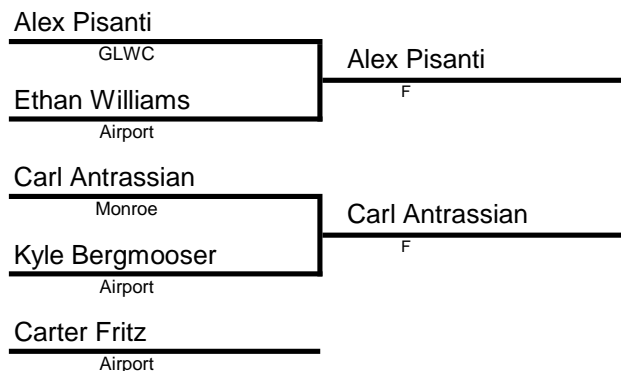 Alex Pisanti
GLWC
Alex Pisanti
F
Ethan Williams
Airport
Carl Antrassian
Monroe
Carl Antrassian
F
Kyle Bergmooser
Airport
Carter Fritz
Airport